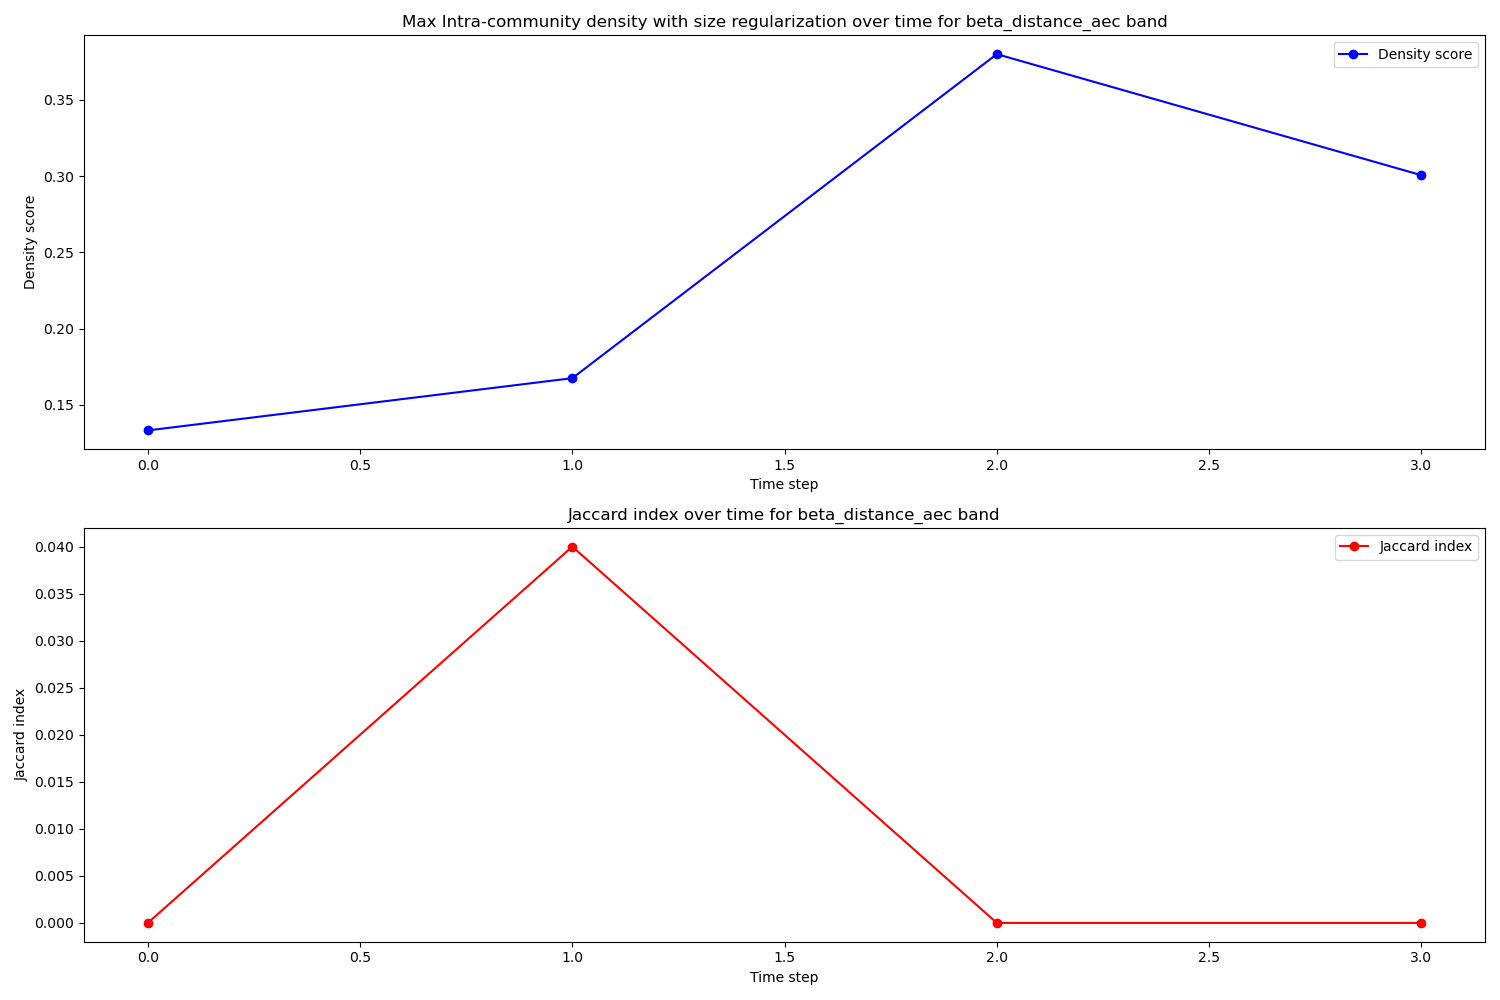 Max Intra-community density with size regularization over time for beta_distance_aec band
Density score
Density score
0.35
0.30
0.25
0.20
0.15
0.0 0.5 1.0 1.5 2.0 2.5 3.0
Time step
Jaccard index over time for beta_distance_aec band
Jaccard index
Jaccard index
0.040
0.035
0.030
0.025
0.020
0.015
0.010
0.005
0.000
0.0 0.5 1.0 1.5 2.0 2.5 3.0
Time step